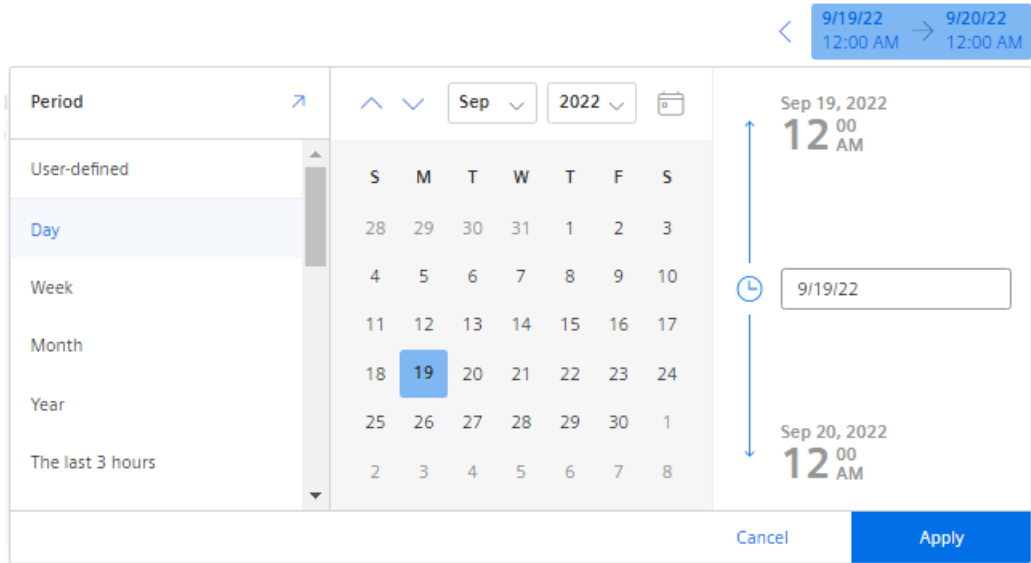 9/19/22 9/20/22
12:00 AM 12:00 AM
Period
User-defined
Day
Week
Month
Year
The last 3 hours
Sep 2022
S M T W T F S
28 29 30 31 1 2 3
4 5 6 7 8 9 10
11 12 13 14 15 16 17
18 19 20 21 22 23 24
25 26 27 28 29 30 1
2 3 4 5 6 7 8
Sep 19, 2022
12 00 AM
9/19/22
Sep 20, 2022
12 00 AM
Cancel Apply